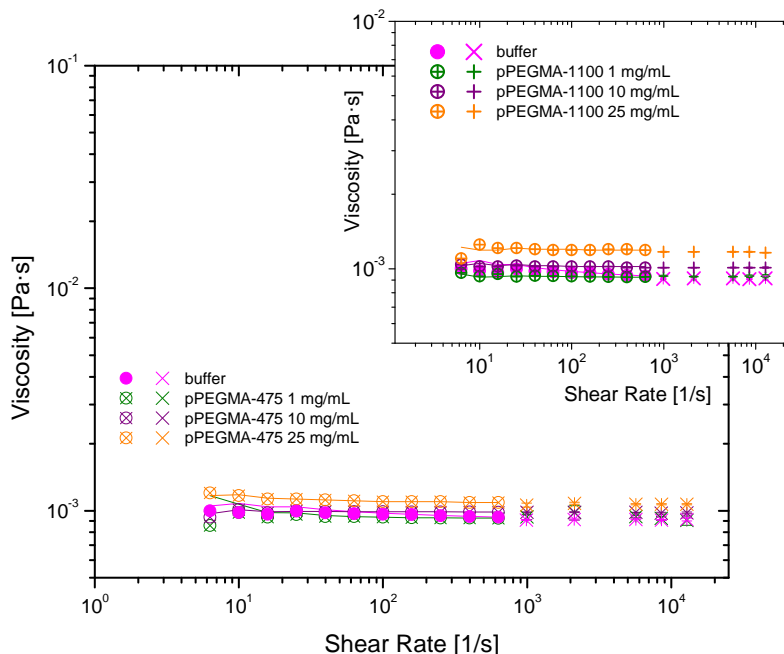 10⁻²
buffer
pPEGMA-1100 1 mg/mL
pPEGMA-1100 10 mg/mL
pPEGMA-1100 25 mg/mL
Viscosity [Pa·s]
10⁻³
10¹ 10² 10³ 10⁴
Shear Rate [1/s]
10⁻¹
10⁻²
10⁻³
Viscosity [Pa·s]
buffer
pPEGMA-475 1 mg/mL
pPEGMA-475 10 mg/mL
pPEGMA-475 25 mg/mL
10⁰ 10¹ 10² 10³ 10⁴
Shear Rate [1/s]